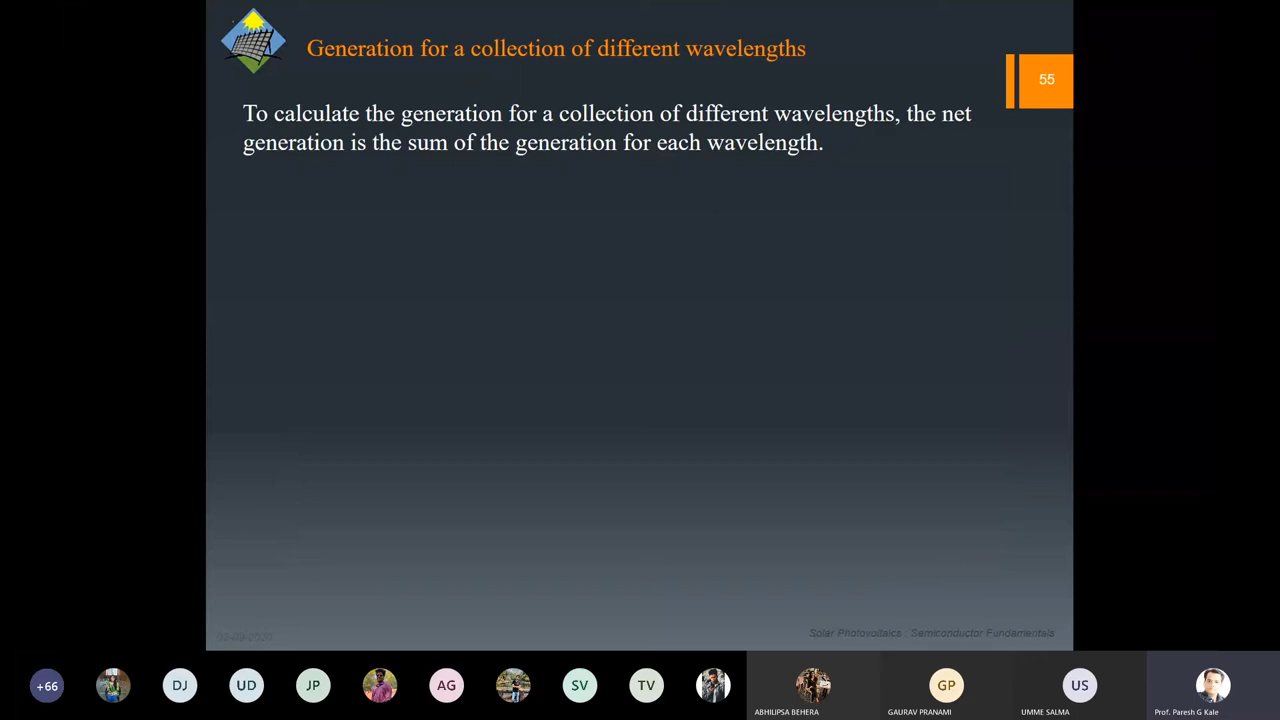 Generation for a collection of different wavelengths
55
To calculate the generation for a collection of different wavelengths, the net
generation is the sum of the generation for each wavelength.
Solar Photovoltaics : Semiconductor Fundamentals
+66
DJ
UD
JP
AG
SV
TV
GP
US
ABHILIPSA BEHERA
GAURAV PRANAMI
UMME SALMA
Prof. Paresh G Kale